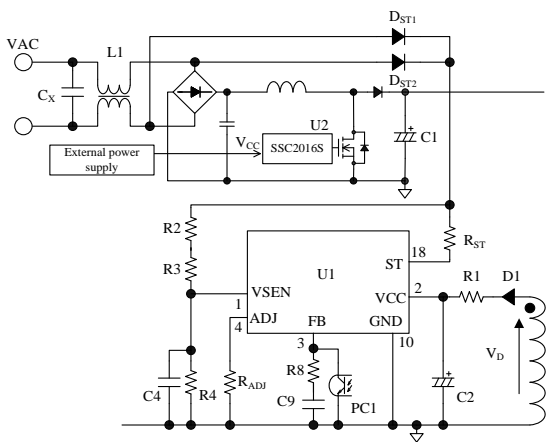 VAC
L1
CX
DST1
DST2
External power
supply
VCC
U2
SSC2016S
C1
R2
R3
RST
U1
18
ST
VSEN
1
ADJ
4
FB
3
VCC
2
GND
10
R1
D1
VD
C4
R4
RADJ
R8
C9
PC1
C2